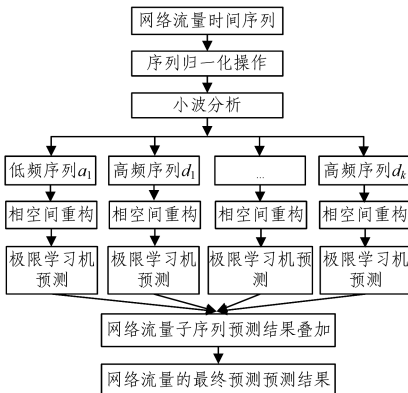 网络流量时间序列
序列归一化操作
小波分析
低频序列a1 高频序列d1 ... 高频序列dk
相空间重构 相空间重构 相空间重构 相空间重构
极限学习机 极限学习机 极限学习机预 极限学习机
预测 预测 测 预测
网络流量子序列预测结果叠加
网络流量的最终预测预测结果